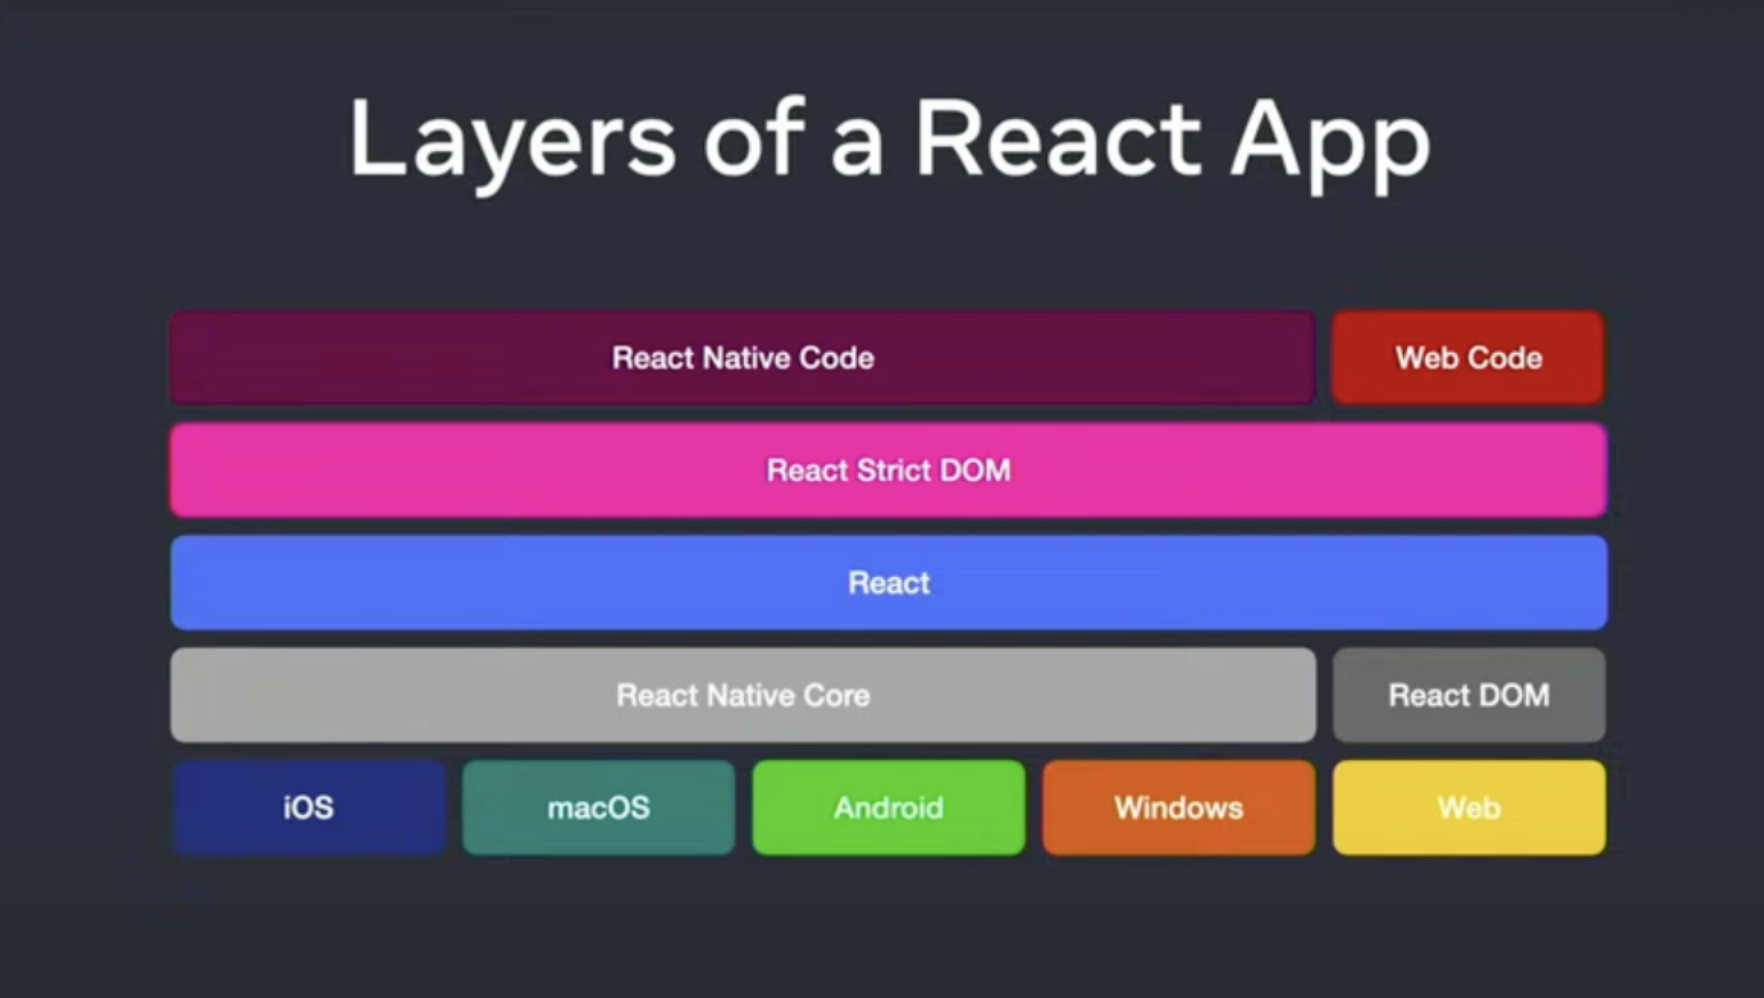 Layers of a React App
React Native Code
Web Code
React Strict DOM
React
React Native Core
React DOM
iOS
macOS
Android
Windows
Web